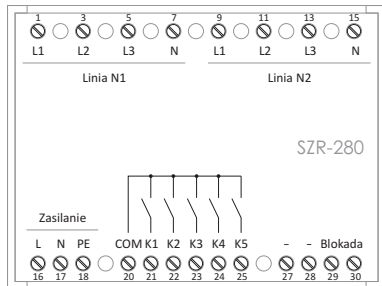 1 3 5 7 9 11 13 15
L1 L2 L3 N L1 L2 L3 N
Linia N1 Linia N2
SZR-280
Zasilanie
L N PE COM K1 K2 K3 K4 K5 – – Blokada
16 17 18 20 21 22 23 24 25 27 28 29 30